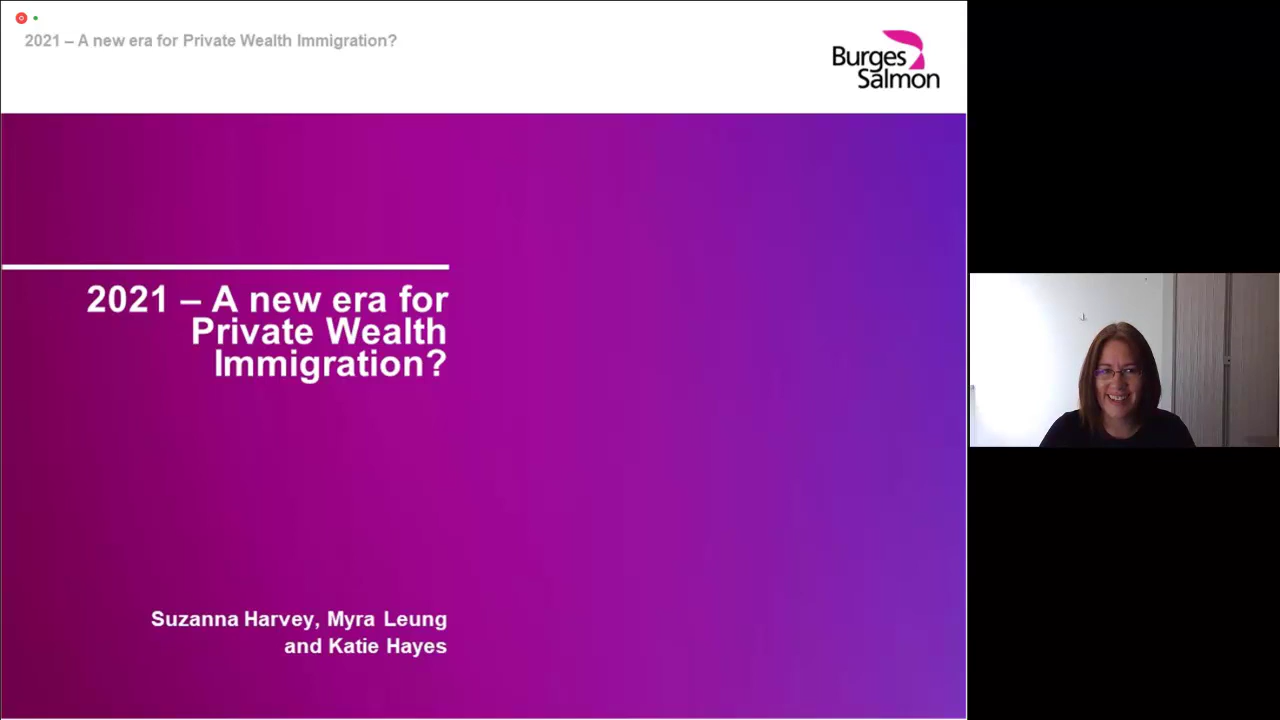 2021 – A new era for Private Wealth Immigration?
Burges
Salmon
2021 – A new era for
Private Wealth
Immigration?
Suzanna Harvey, Myra Leung
and Katie Hayes